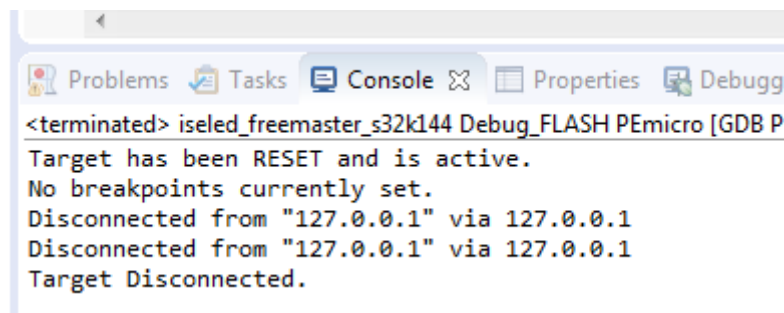 Problems Tasks Console Properties Debugg
<terminated> iseled_freemaster_s32k144 Debug_FLASH PEmicro [GDB P
Target has been RESET and is active.
No breakpoints currently set.
Disconnected from "127.0.0.1" via 127.0.0.1
Disconnected from "127.0.0.1" via 127.0.0.1
Target Disconnected.